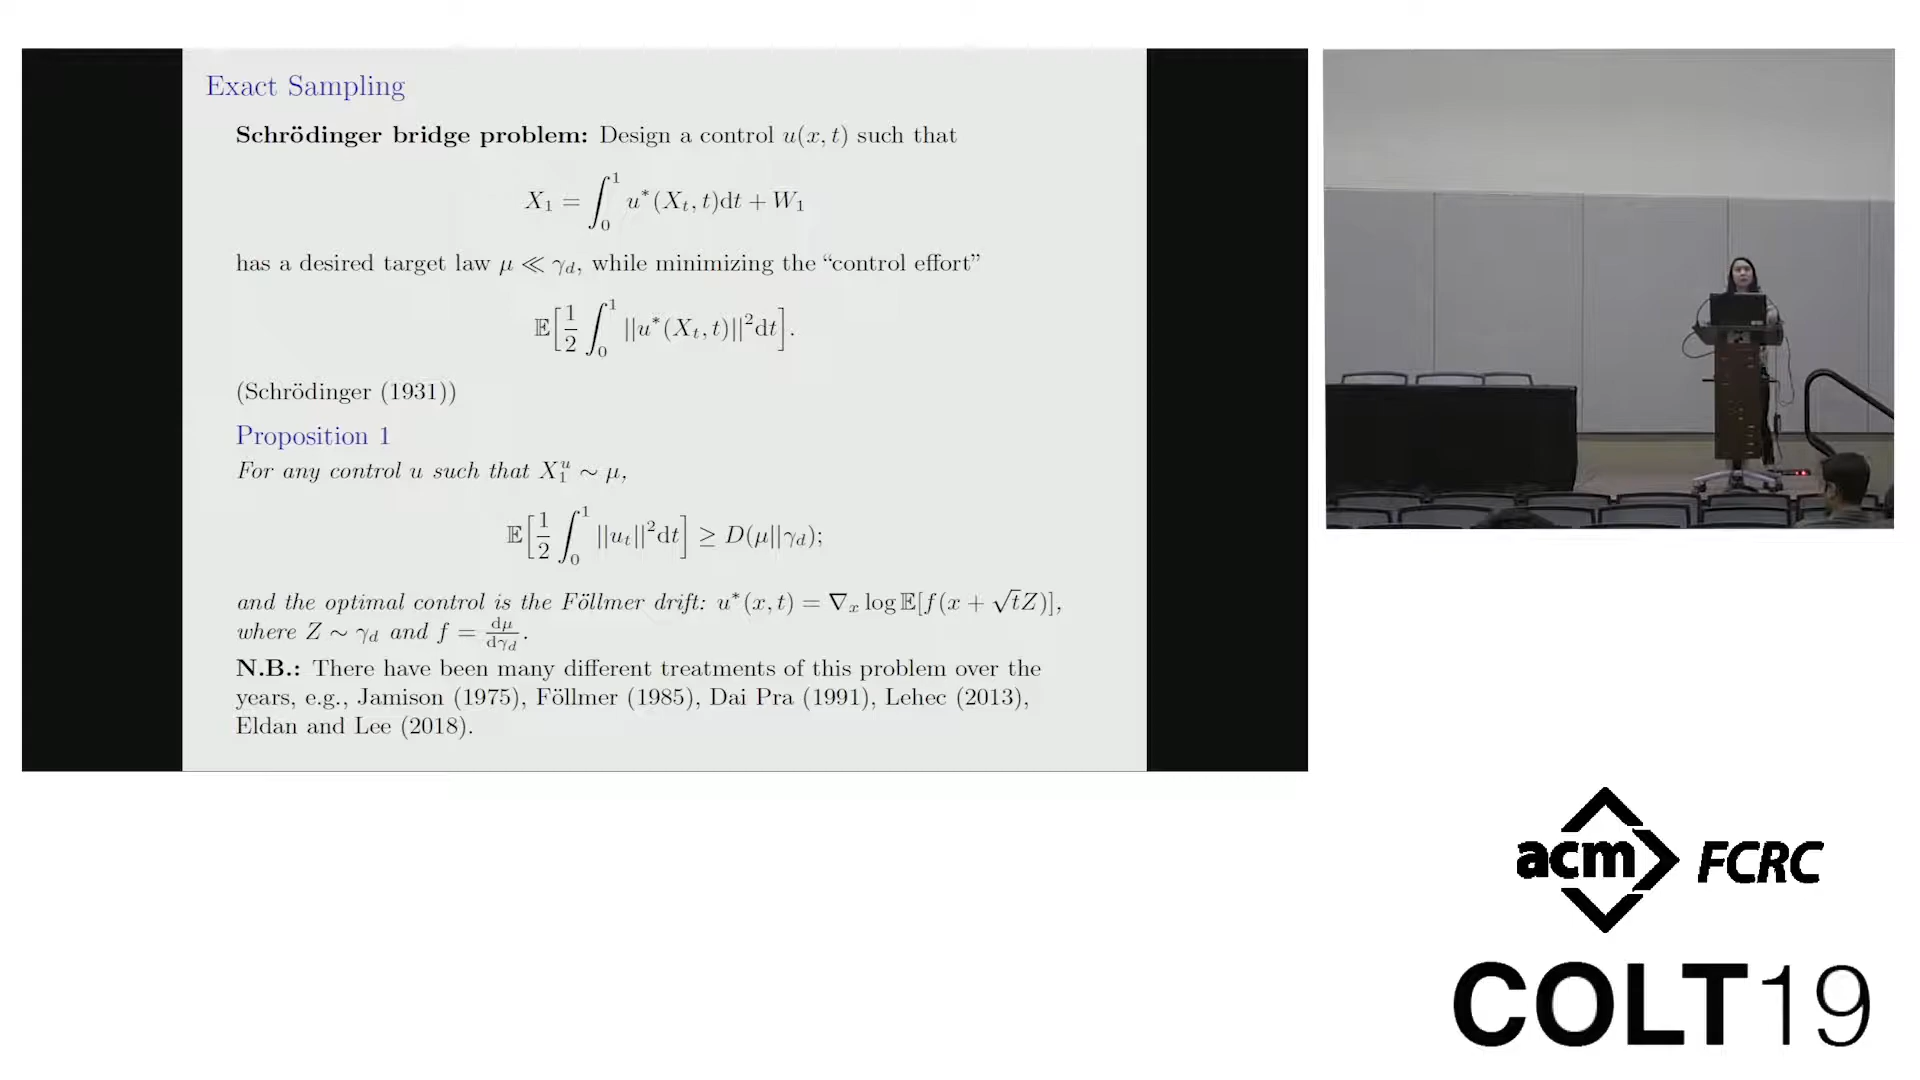 Exact Sampling
Schrödinger bridge problem: Design a control u(x, t) such that
X₁ = ∫₀¹ u*(Xₜ, t)dt + W₁
has a desired target law μ ≪ γ_d, while minimizing the “control effort”
𝔼[½ ∫₀¹ ||u*(Xₜ, t)||²dt].
(Schrödinger (1931))
Proposition 1
For any control u such that X₁ᵘ ∼ μ,
𝔼[½ ∫₀¹ ||uₜ||²dt] ≥ D(μ||γ_d);
and the optimal control is the Föllmer drift: u*(x, t) = ∇ₓ log 𝔼[f(x + √tZ)],
where Z ∼ γ_d and f = dμ/dγ_d.
N.B.: There have been many different treatments of this problem over the
years, e.g., Jamison (1975), Föllmer (1985), Dai Pra (1991), Lehec (2013),
Eldan and Lee (2018).
acm FCRC
COLT19